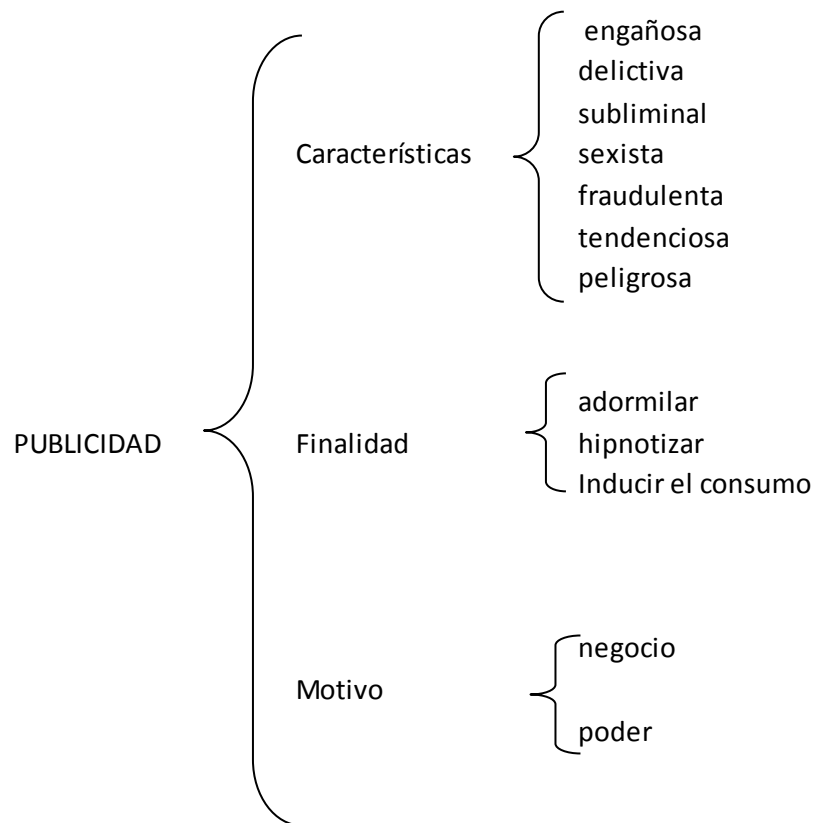 engañosa
delictiva
subliminal
Características
sexista
fraudulenta
tendenciosa
peligrosa
PUBLICIDAD
Finalidad
adormilar
hipnotizar
Inducir el consumo
Motivo
negocio
poder